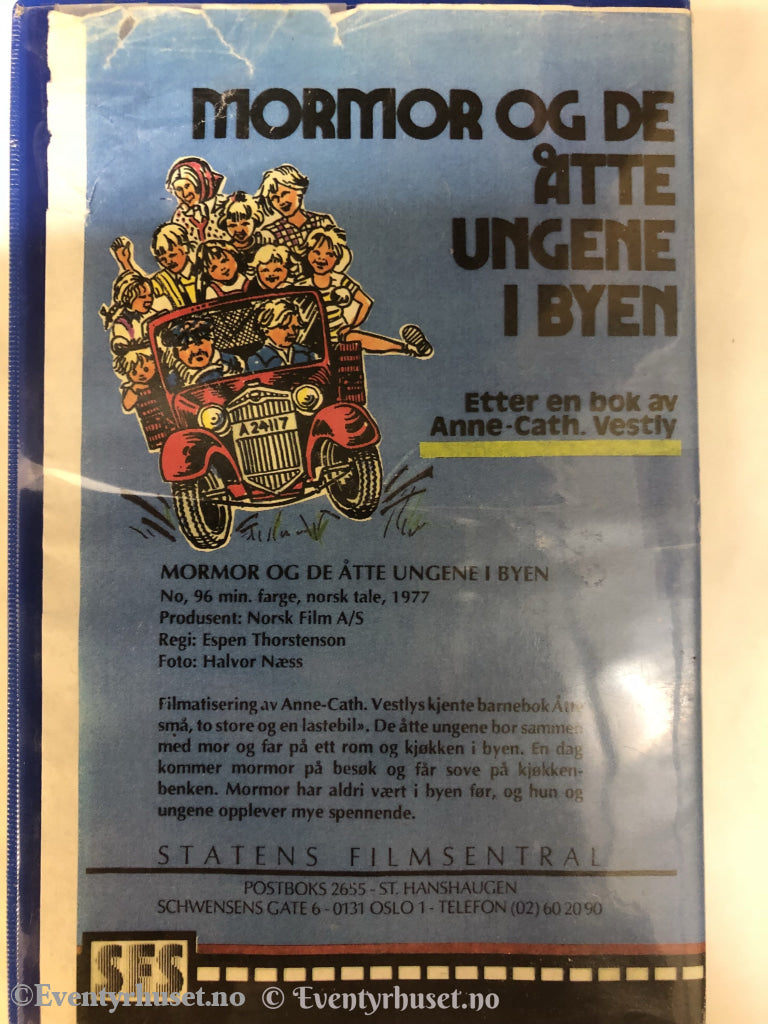 MORMOR OG DE
ÅTTE
UNGENE
I BYEN
Etter en bok av
Anne-Cath. Vestly
A 24117
MORMOR OG DE ÅTTE UNGENE I BYEN
No, 96 min. farge, norsk tale, 1977
Produsent: Norsk Film A/S
Regi: Espen Thorstenson
Foto: Halvor Næss
Filmatisering av Anne-Cath. Vestlys kjente barnebok Åtte
små, to store og en lastebil». De åtte ungene bor sammen
med mor og far på ett rom og kjøkken i byen. En dag
kommer mormor på besøk og får sove på kjøkken-
benken. Mormor har aldri vært i byen før, og hun og
ungene opplever mye spennende.
STATENS FILMSENTRAL
POSTBOKS 2655 - ST. HANSHAUGEN
SCHWENSENS GATE 6 - 0131 OSLO 1 - TELEFON (02) 60 20 90
SFS
©Eventyrhuset.no © Eventyrhuset.no